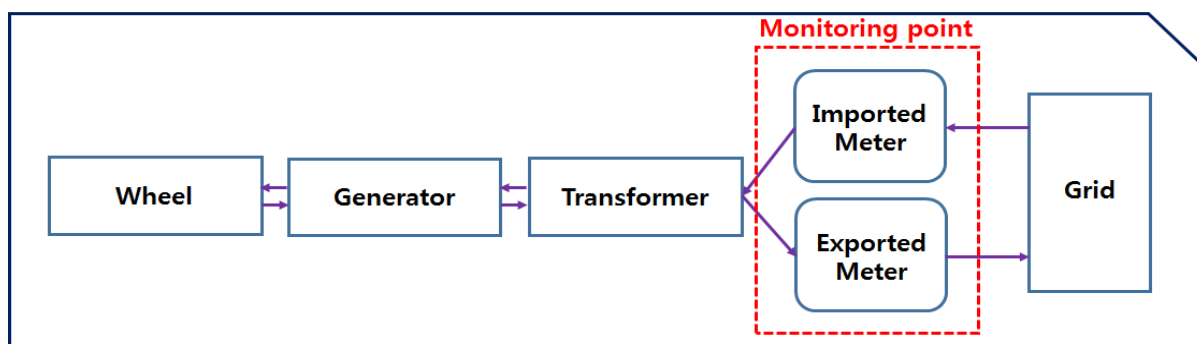 Monitoring point
Imported
Meter
Wheel
Generator
Transformer
Grid
Exported
Meter